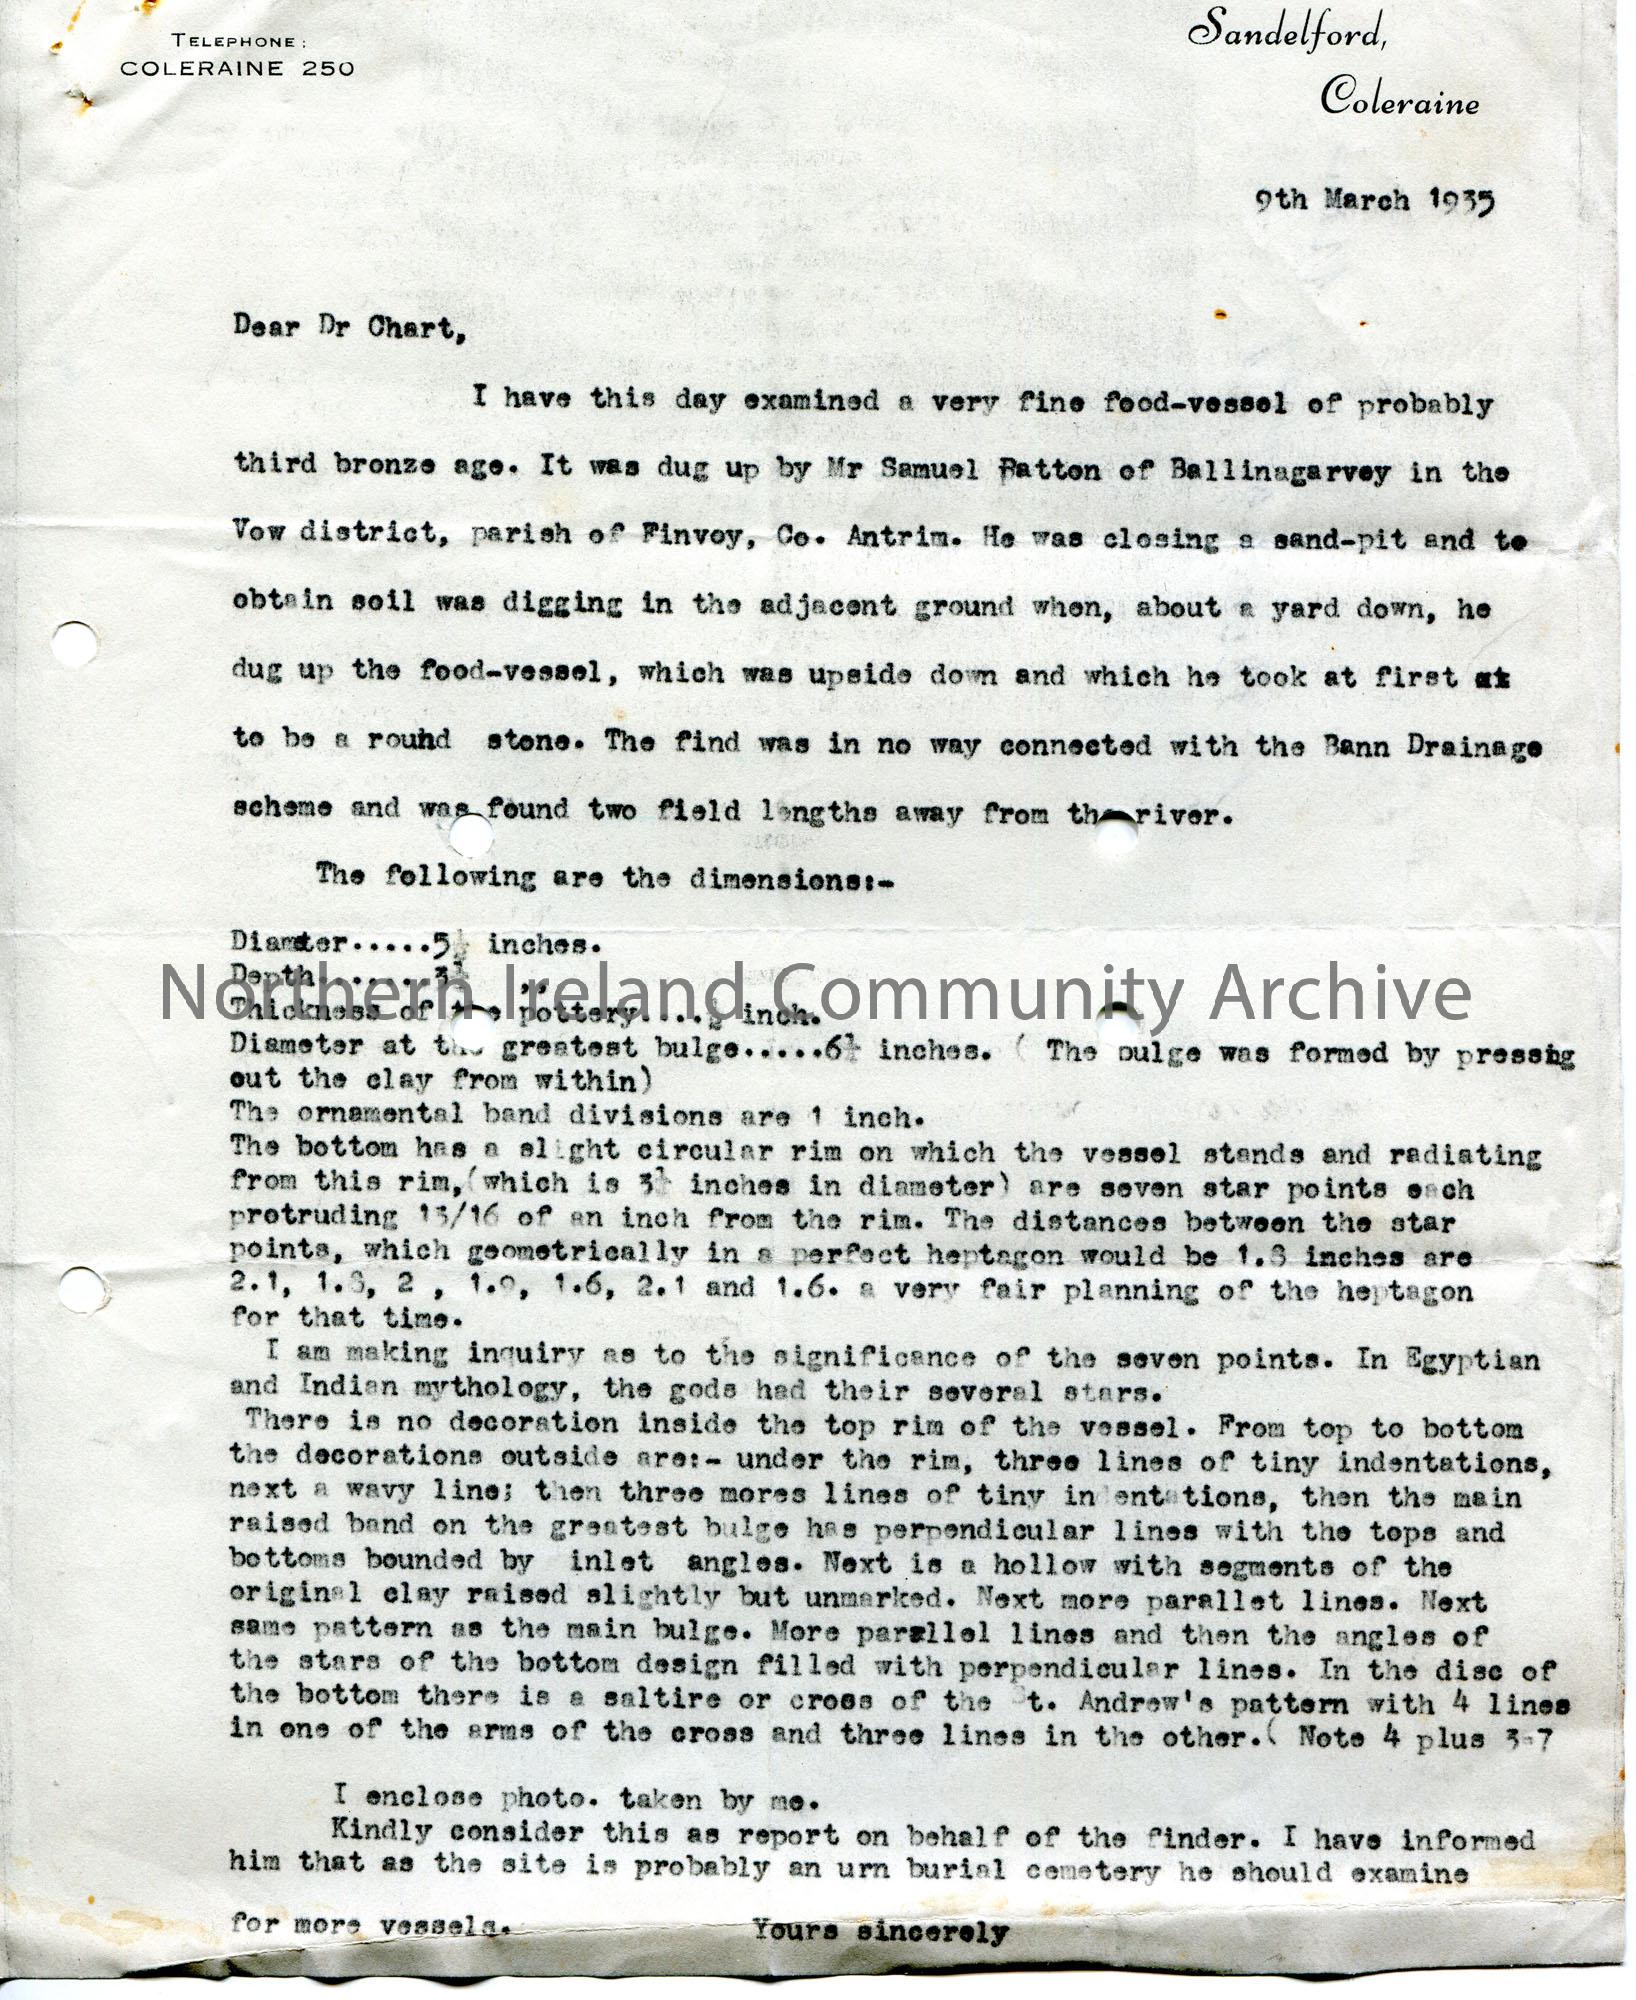 TELEPHONE:
COLERAINE 250
Sandelford,
Coleraine
9th March 1935
Dear Dr Chart,
I have this day examined a very fine food-vessel of probably
third bronze age. It was dug up by Mr Samuel Patton of Ballinagarvey in the
Vow district, parish of Finvoy, Co. Antrim. He was closing a sand-pit and to
obtain soil was digging in the adjacent ground when, about a yard down, he
dug up the food-vessel, which was upside down and which he took at first
to be a round stone. The find was in no way connected with the Bann Drainage
scheme and was found two field lengths away from the river.
The following are the dimensions:-
Diameter.....5½ inches.
Depth.......3½ ,,
Thickness of the pottery.... inch.
Diameter at the greatest bulge.....6½ inches. ( The bulge was formed by pressing
out the clay from within)
The ornamental band divisions are 1 inch.
The bottom has a slight circular rim on which the vessel stands and radiating
from this rim,(which is 3½ inches in diameter) are seven star points each
protruding 13/16 of an inch from the rim. The distances between the star
points, which geometrically in a perfect heptagon would be 1.8 inches are
2.1, 1.8, 2 , 1.9, 1.6, 2.1 and 1.6. a very fair planning of the heptagon
for that time.
I am making inquiry as to the significance of the seven points. In Egyptian
and Indian mythology, the gods had their several stars.
There is no decoration inside the top rim of the vessel. From top to bottom
the decorations outside are:- under the rim, three lines of tiny indentations,
next a wavy line; then three mores lines of tiny indentations, then the main
raised band on the greatest bulge has perpendicular lines with the tops and
bottoms bounded by inlet angles. Next is a hollow with segments of the
original clay raised slightly but unmarked. Next more parallet lines. Next
same pattern as the main bulge. More parallel lines and then the angles of
the stars of the bottom design filled with perpendicular lines. In the disc of
the bottom there is a saltire or cross of the St. Andrew's pattern with 4 lines
in one of the arms of the cross and three lines in the other.( Note 4 plus 3-7
I enclose photo. taken by me.
Kindly consider this as report on behalf of the finder. I have informed
him that as the site is probably an urn burial cemetery he should examine
for more vessels. Yours sincerely
Northern Ireland Community Archive